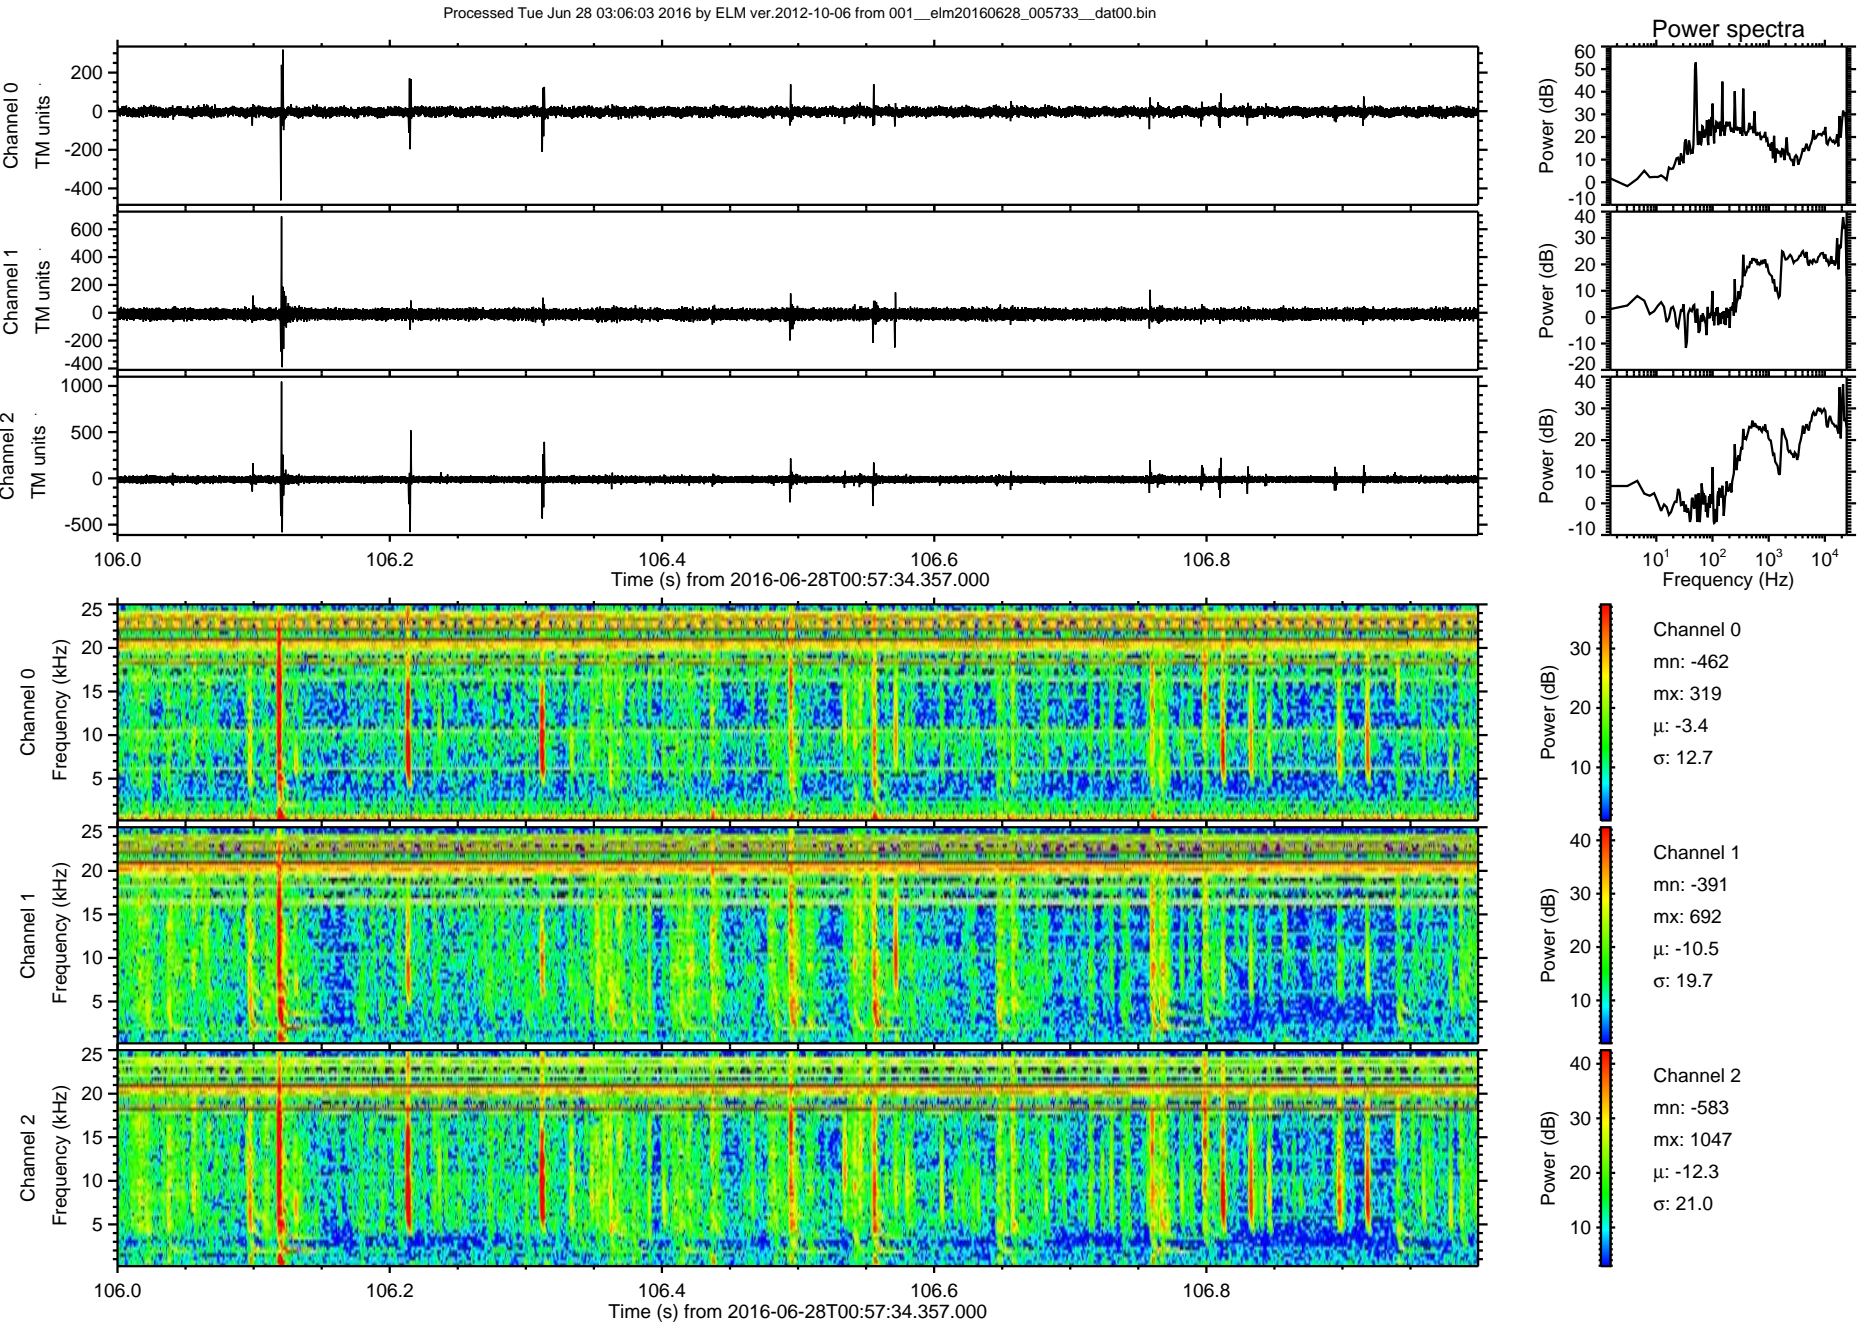 Processed Tue Jun 28 03:06:03 2016 by ELM ver.2012-10-06 from 001__elm20160628_005733__dat00.bin
Power spectra
Channel 0
TM units
200
0
-200
-400
Power (dB)
60
50
40
30
20
10
0
-10
Channel 1
TM units
600
400
200
0
-200
-400
Power (dB)
40
30
20
10
0
-10
-20
Channel 2
TM units
1000
500
0
-500
Power (dB)
40
30
20
10
0
-10
106.0 106.2 106.4 106.6 106.8
Time (s) from 2016-06-28T00:57:34.357.000
10^1 10^2 10^3 10^4
Frequency (Hz)
Channel 0
Frequency (kHz)
25
20
15
10
5
Power (dB)
30
20
10
Channel 0
mn: -462
mx: 319
μ: -3.4
σ: 12.7
Channel 1
Frequency (kHz)
25
20
15
10
5
Power (dB)
40
30
20
10
Channel 1
mn: -391
mx: 692
μ: -10.5
σ: 19.7
Channel 2
Frequency (kHz)
25
20
15
10
5
Power (dB)
40
30
20
10
Channel 2
mn: -583
mx: 1047
μ: -12.3
σ: 21.0
106.0 106.2 106.4 106.6 106.8
Time (s) from 2016-06-28T00:57:34.357.000